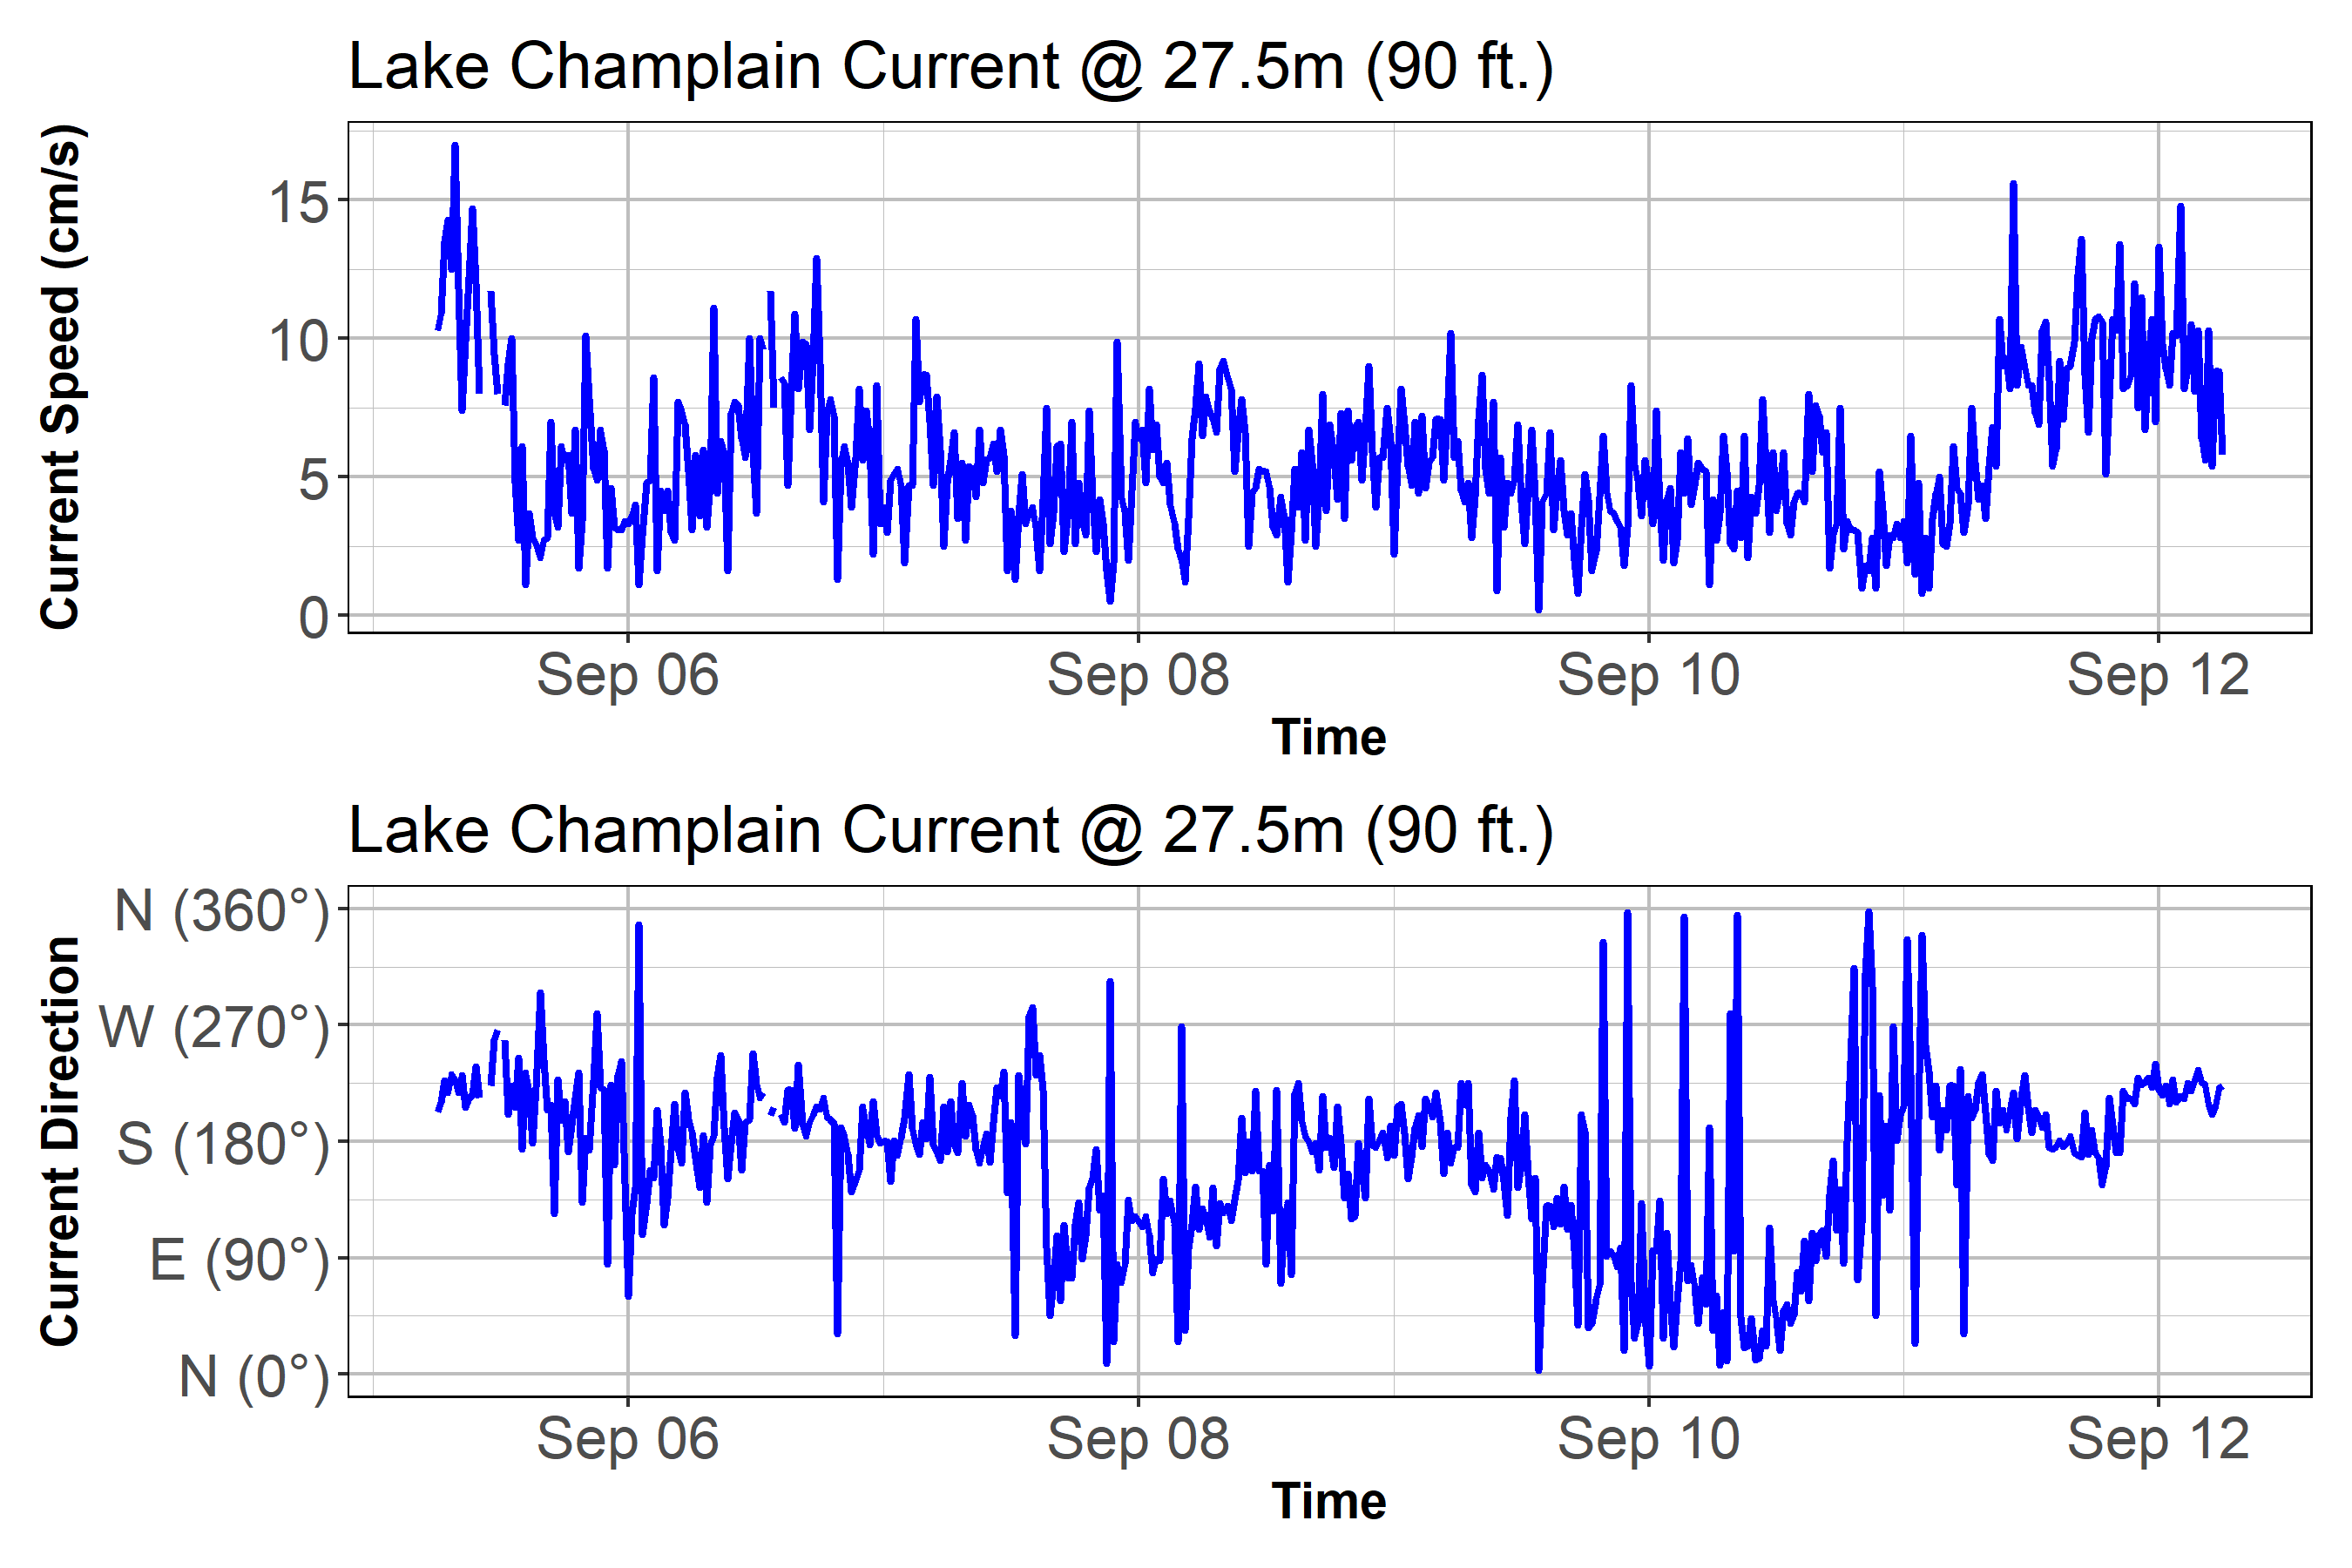 Lake Champlain Current @ 27.5m (90 ft.)
Current Speed (cm/s)
15
10
5
0
Sep 06 Sep 08 Sep 10 Sep 12
Time
Lake Champlain Current @ 27.5m (90 ft.)
Current Direction
N (360°)
W (270°)
S (180°)
E (90°)
N (0°)
Sep 06 Sep 08 Sep 10 Sep 12
Time